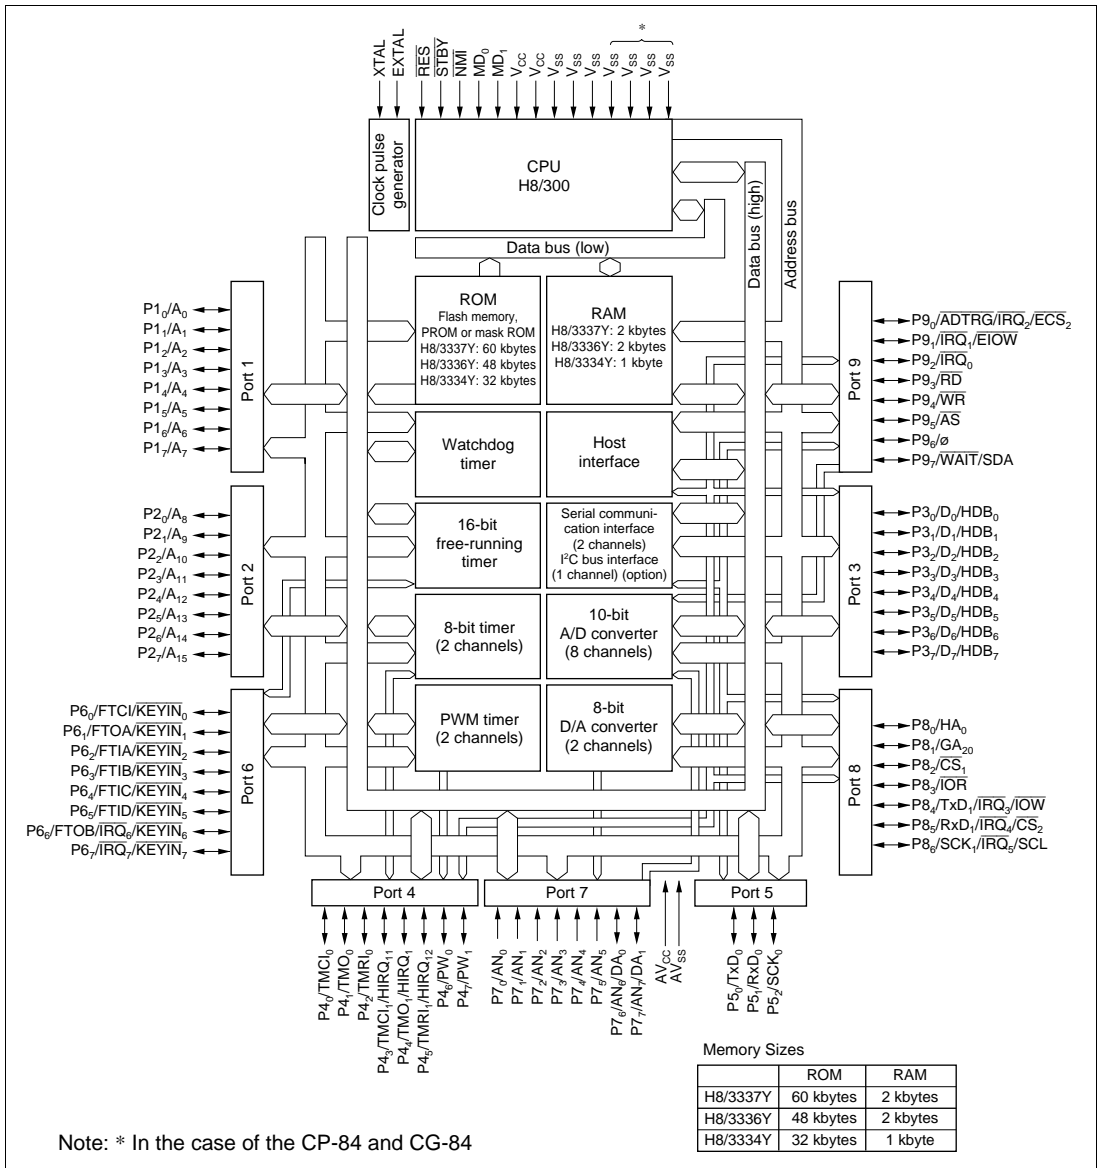 *
XTAL
EXTAL
RES
STBY
NMI
MD0
MD1
VCC
VCC
VSS
VSS
VSS
VSS
VSS
VSS
VSS
Clock pulse
generator
CPU
H8/300
Data bus (low)
Data bus (high)
Address bus
ROM
Flash memory,
PROM or mask ROM
H8/3337Y: 60 kbytes
H8/3336Y: 48 kbytes
H8/3334Y: 32 kbytes
RAM
H8/3337Y: 2 kbytes
H8/3336Y: 2 kbytes
H8/3334Y: 1 kbyte
Watchdog
timer
Host
interface
16-bit
free-running
timer
Serial communi-
cation interface
(2 channels)
I²C bus interface
(1 channel) (option)
8-bit timer
(2 channels)
10-bit
A/D converter
(8 channels)
PWM timer
(2 channels)
8-bit
D/A converter
(2 channels)
P10/A0
P11/A1
P12/A2
P13/A3
P14/A4
P15/A5
P16/A6
P17/A7
Port 1
P20/A8
P21/A9
P22/A10
P23/A11
P24/A12
P25/A13
P26/A14
P27/A15
Port 2
P60/FTCI/KEYIN0
P61/FTOA/KEYIN1
P62/FTIA/KEYIN2
P63/FTIB/KEYIN3
P64/FTIC/KEYIN4
P65/FTID/KEYIN5
P66/FTOB/IRQ6/KEYIN6
P67/IRQ7/KEYIN7
Port 6
Port 9
P90/ADTRG/IRQ2/ECS2
P91/IRQ1/EIOW
P92/IRQ0
P93/RD
P94/WR
P95/AS
P96/ø
P97/WAIT/SDA
Port 3
P30/D0/HDB0
P31/D1/HDB1
P32/D2/HDB2
P33/D3/HDB3
P34/D4/HDB4
P35/D5/HDB5
P36/D6/HDB6
P37/D7/HDB7
Port 8
P80/HA0
P81/GA20
P82/CS1
P83/IOR
P84/TxD1/IRQ3/IOW
P85/RxD1/IRQ4/CS2
P86/SCK1/IRQ5/SCL
Port 4
Port 7
Port 5
P40/TMCI0
P41/TMO0
P42/TMRI0
P43/TMCI1/HIRQ11
P44/TMO1/HIRQ1
P45/TMRI1/HIRQ12
P46/PW0
P47/PW1
P70/AN0
P71/AN1
P72/AN2
P73/AN3
P74/AN4
P75/AN5
P76/AN6/DA0
P77/AN7/DA1
AVCC
AVSS
P50/TxD0
P51/RxD0
P52/SCK0
Memory Sizes
ROM RAM
H8/3337Y 60 kbytes 2 kbytes
H8/3336Y 48 kbytes 2 kbytes
H8/3334Y 32 kbytes 1 kbyte
Note: * In the case of the CP-84 and CG-84